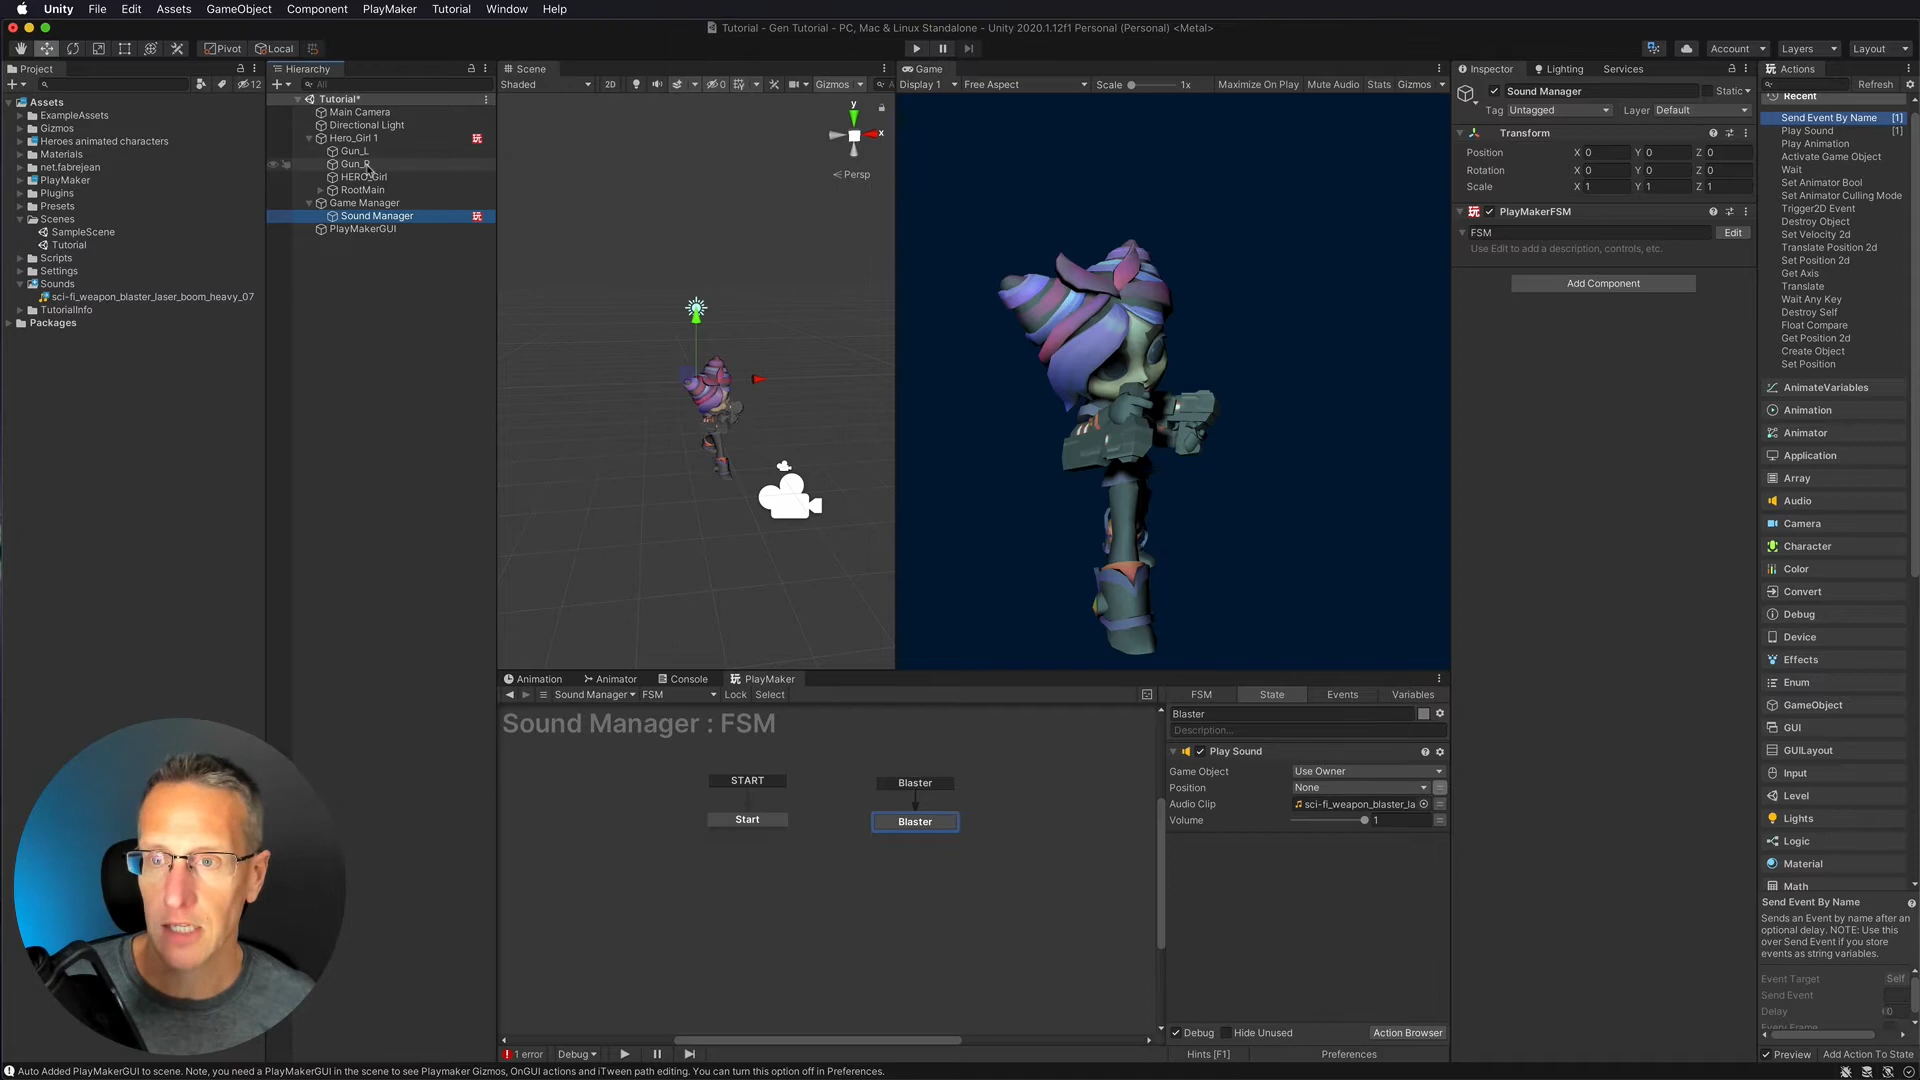 Unity File Edit Assets GameObject Component PlayMaker Tutorial Window Help
Tutorial - Gen Tutorial - PC, Mac & Linux Standalone - Unity 2020.1.12f1 Personal (Personal) <Metal>
Pivot Local Account Layers Layout
Project
12
Assets
ExampleAssets
Gizmos
Heroes animated characters
Materials
net.fabrejean
PlayMaker
Plugins
Presets
Scenes
SampleScene
Tutorial
Scripts
Settings
Sounds
sci-fi_weapon_blaster_laser_boom_heavy_07
TutorialInfo
Packages
Hierarchy
All
Tutorial*
Main Camera
Directional Light
Hero_Girl 1
Gun_L
Gun_R
HERO_Girl
RootMain
Game Manager
Sound Manager
PlayMakerGUI
Scene
Shaded 2D 0 Gizmos A
y
x
Persp
Game
Display 1 Free Aspect Scale 1x Maximize On Play Mute Audio Stats Gizmos
Animation Animator Console PlayMaker
Sound Manager FSM Lock Select
Sound Manager : FSM
START
Start
Blaster
Blaster
FSM State Events Variables
Blaster
Description...
Play Sound
Game Object Use Owner
Position None
Audio Clip sci-fi_weapon_blaster_la
Volume 1
Debug Hide Unused Action Browser
1 error Debug Hints [F1] Preferences
Inspector Lighting Services
Sound Manager Static
Tag Untagged Layer Default
Transform
Position X 0 Y 0 Z 0
Rotation X 0 Y 0 Z 0
Scale X 1 Y 1 Z 1
PlayMakerFSM
FSM Edit
Use Edit to add a description, controls, etc.
Add Component
Actions
Refresh
Recent
Send Event By Name [1]
Play Sound [1]
Play Animation
Activate Game Object
Wait
Set Animator Bool
Set Animator Culling Mode
Trigger2D Event
Destroy Object
Set Velocity 2d
Translate Position 2d
Set Position 2d
Get Axis
Translate
Wait Any Key
Destroy Self
Float Compare
Get Position 2d
Create Object
Set Position
AnimateVariables
Animation
Animator
Application
Array
Audio
Camera
Character
Color
Convert
Debug
Device
Effects
Enum
GameObject
GUI
GUILayout
Input
Level
Lights
Logic
Material
Math
Send Event By Name
Sends an Event by name after an
optional delay. NOTE: Use this
over Send Event if you store
events as string variables.
Event Target Self
Send Event
Delay 0
Every Frame
Preview Add Action To State
Auto Added PlayMakerGUI to scene. Note, you need a PlayMakerGUI in the scene to see Playmaker Gizmos, OnGUI actions and iTween path editing. You can turn this option off in Preferences.